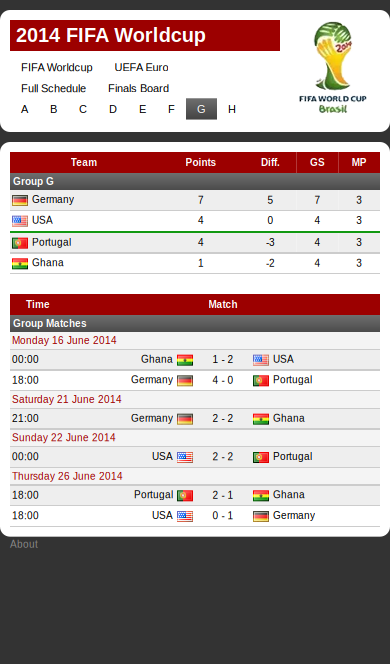 2014 FIFA Worldcup
2014
FIFA WORLD CUP
Brasil
FIFA Worldcup UEFA Euro
Full Schedule Finals Board
A B C D E F G H
Team Points Diff. GS MP
Group G
Germany 7 5 7 3
USA 4 0 4 3
Portugal 4 -3 4 3
Ghana 1 -2 4 3
Time Match
Group Matches
Monday 16 June 2014
00:00 Ghana 1 - 2 USA
18:00 Germany 4 - 0 Portugal
Saturday 21 June 2014
21:00 Germany 2 - 2 Ghana
Sunday 22 June 2014
00:00 USA 2 - 2 Portugal
Thursday 26 June 2014
18:00 Portugal 2 - 1 Ghana
18:00 USA 0 - 1 Germany
About